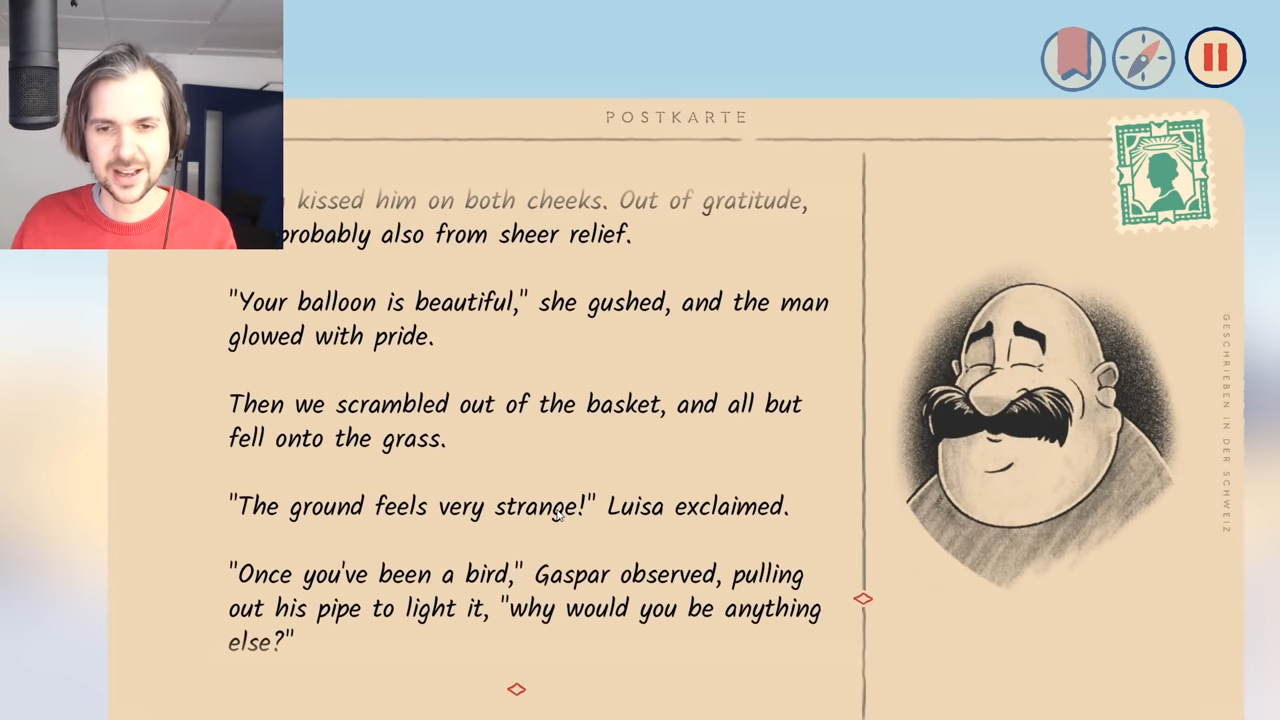 POSTKARTE
kissed him on both cheeks. Out of gratitude,
probably also from sheer relief.
"Your balloon is beautiful," she gushed, and the man
glowed with pride.
Then we scrambled out of the basket, and all but
fell onto the grass.
"The ground feels very strange!" Luisa exclaimed.
"Once you've been a bird," Gaspar observed, pulling
out his pipe to light it, "why would you be anything
else?"
GESCHRIEBEN IN DER SCHWEIZ